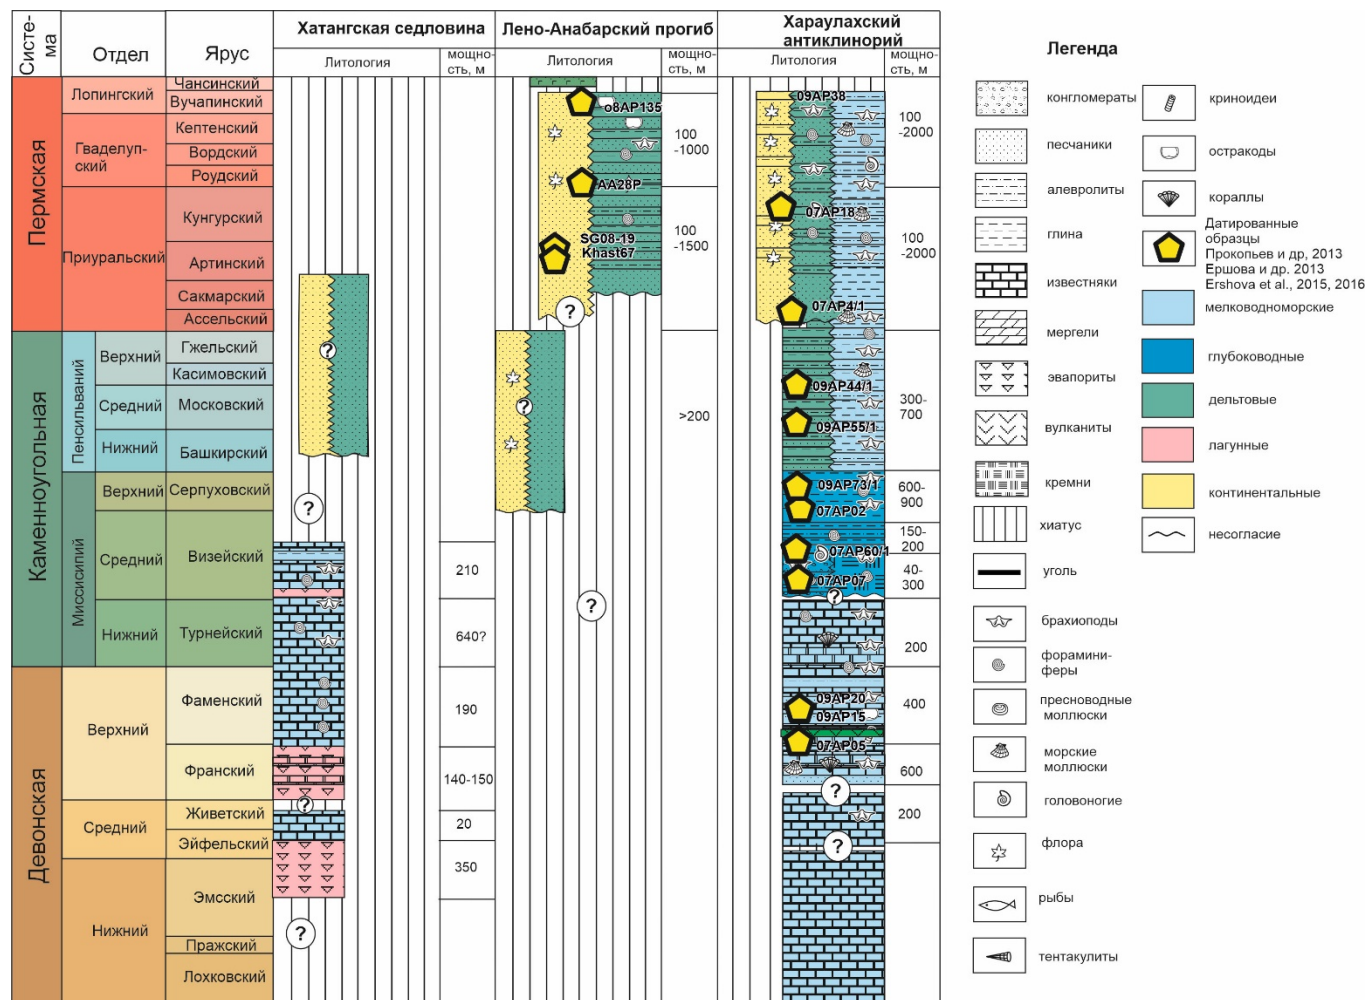 Систе-
ма
Отдел
Ярус
Хатангская седловина
Литология
мощно-
сть, м
Лено-Анабарский прогиб
Литология
мощно-
сть, м
Хараулахский
антиклинорий
Литология
мощно-
сть, м
Пермская
Лопингский
Гваделуп-
ский
Приуральский
Чансинский
Вучапинский
Кептенский
Вордский
Роудский
Кунгурский
Артинский
Сакмарский
Ассельский
Каменноугольная
Пенсильваний
Верхний
Средний
Нижний
Гжельский
Касимовский
Московский
Башкирский
Миссисипий
Верхний
Средний
Нижний
Серпуховский
Визейский
Турнейский
Девонская
Верхний
Средний
Нижний
Фаменский
Франский
Живетский
Эйфельский
Эмсский
Пражский
Лохковский
?
?
?
?
210
640?
190
140-150
20
350
o8AP135
AA28P
SG08-19
Khast67
?
?
?
100
-1000
100
-1500
>200
09AP38
07AP18
07AP4/1
09AP44/1
09AP55/1
09AP73/1
07AP02
07AP60/1
07AP07
?
09AP20
09AP15
07AP05
?
?
100
-2000
100
-2000
300-
700
600-
900
150-
200
40-
300
200
400
600
200
Легенда
конгломераты
песчаники
алевролиты
глина
известняки
мергели
эвапориты
вулканиты
кремни
хиатус
уголь
брахиоподы
форамини-
феры
пресноводные
моллюски
морские
моллюски
головоногие
флора
рыбы
тентакулиты
криноидеи
остракоды
кораллы
Датированные
образцы
Прокопьев и др, 2013
Ершова и др. 2013
Ershova et al., 2015, 2016
мелководноморские
глубоководные
дельтовые
лагунные
континентальные
несогласие